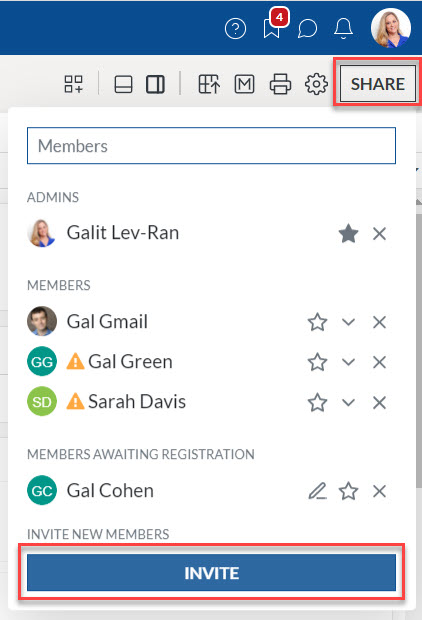 4
SHARE
Members
ADMINS
Galit Lev-Ran
MEMBERS
Gal Gmail
GG Gal Green
SD Sarah Davis
MEMBERS AWAITING REGISTRATION
GC Gal Cohen
INVITE NEW MEMBERS
INVITE